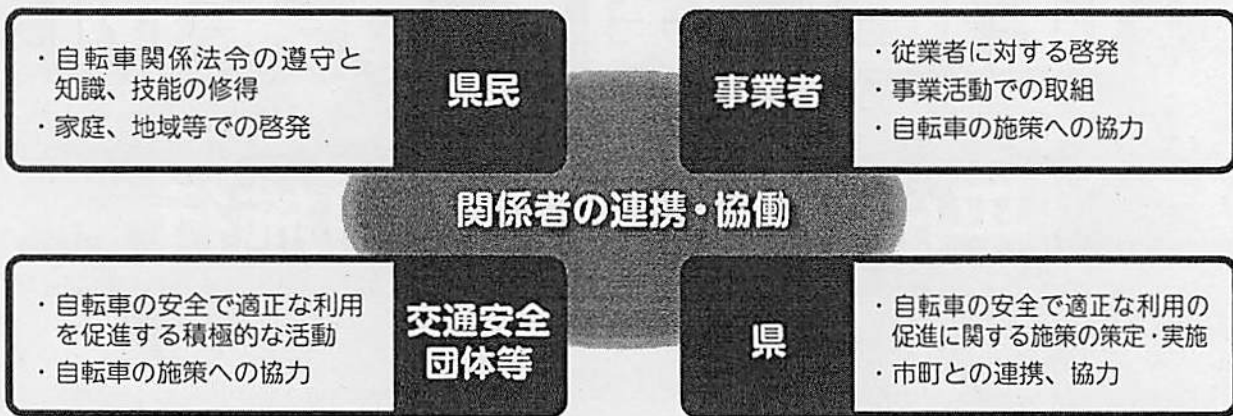 ・自転車関係法令の遵守と
知識、技能の修得
・家庭、地域等での啓発
県民
事業者
・従業者に対する啓発
・事業活動での取組
・自転車の施策への協力
関係者の連携・協働
・自転車の安全で適正な利用
を促進する積極的な活動
・自転車の施策への協力
交通安全
団体等
県
・自転車の安全で適正な利用の
促進に関する施策の策定・実施
・市町との連携、協力